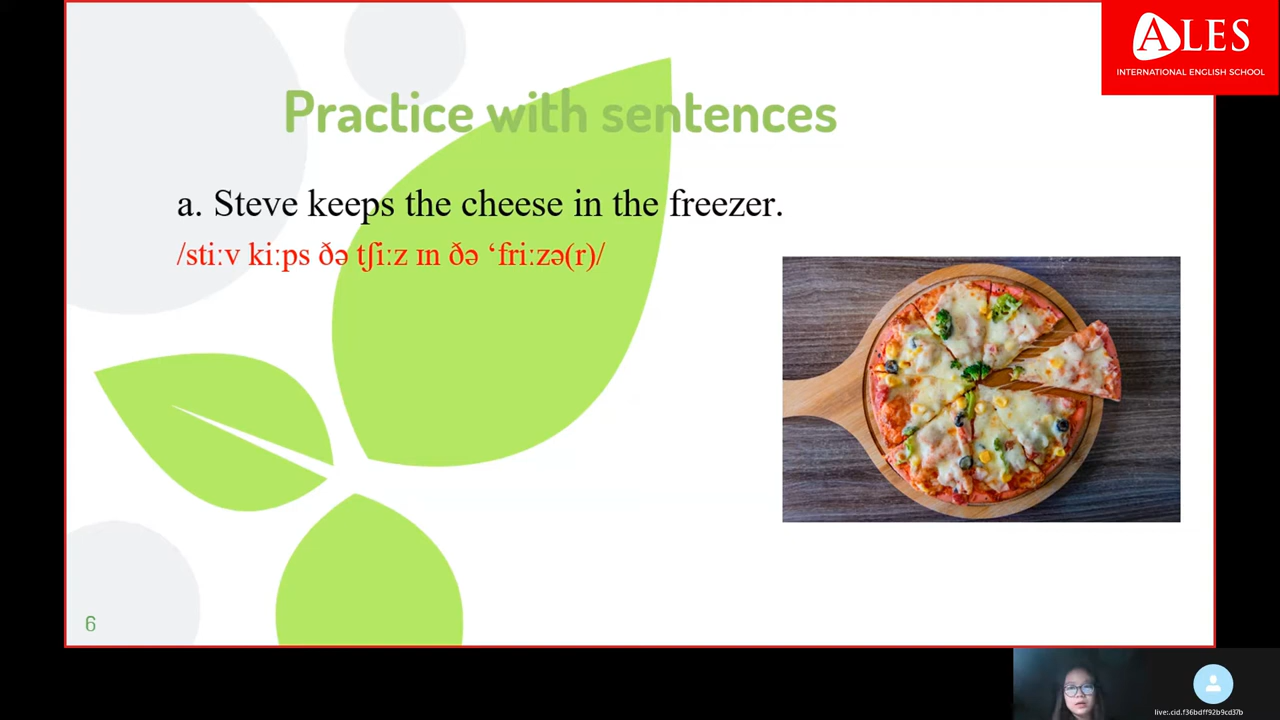 ALES
INTERNATIONAL ENGLISH SCHOOL
Practice with sentences
a. Steve keeps the cheese in the freezer.
/stiːv kiːps ðə tʃiːz ɪn ðə ‘friːzə(r)/
6
live:.cid.f36bdff92b9cd37b